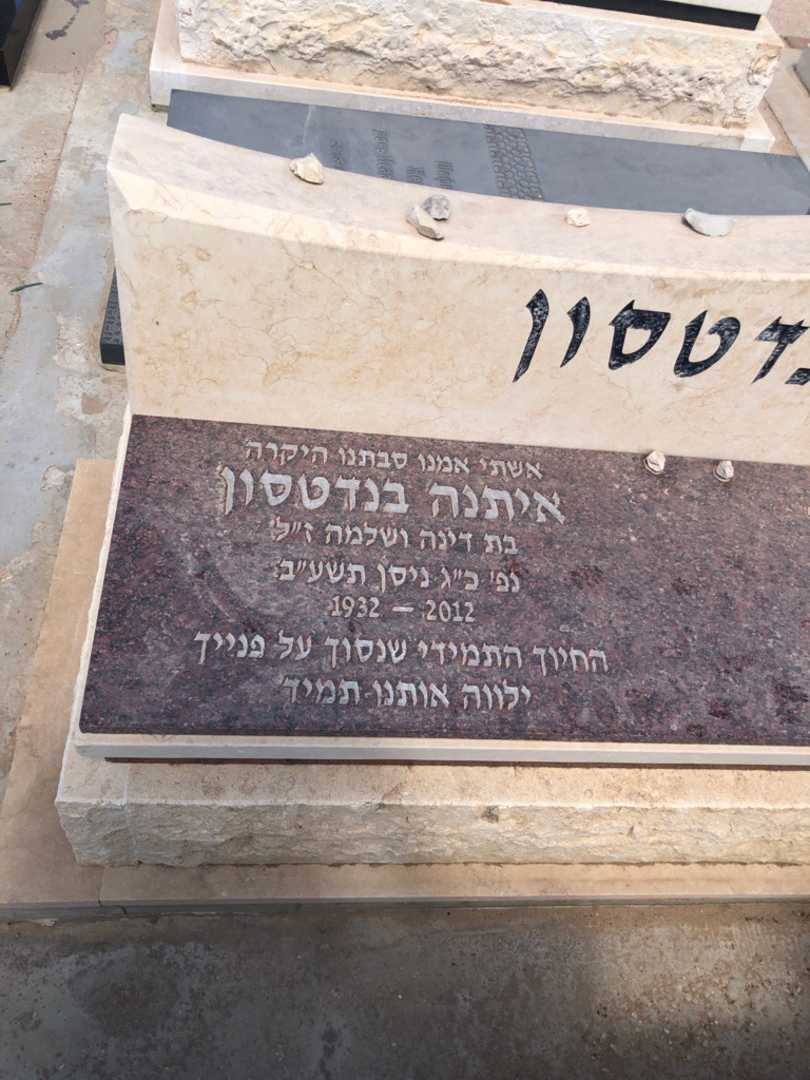 נדטסון
אשתי אמנו סבתנו היקרה
איתנה בנדטסון
בת דינה ושלמה ז"ל
נפ' כ"ג ניסן תשע"ב
1932 — 2012
החיוך התמידי שנסוך על פנייך
ילווה אותנו תמיד